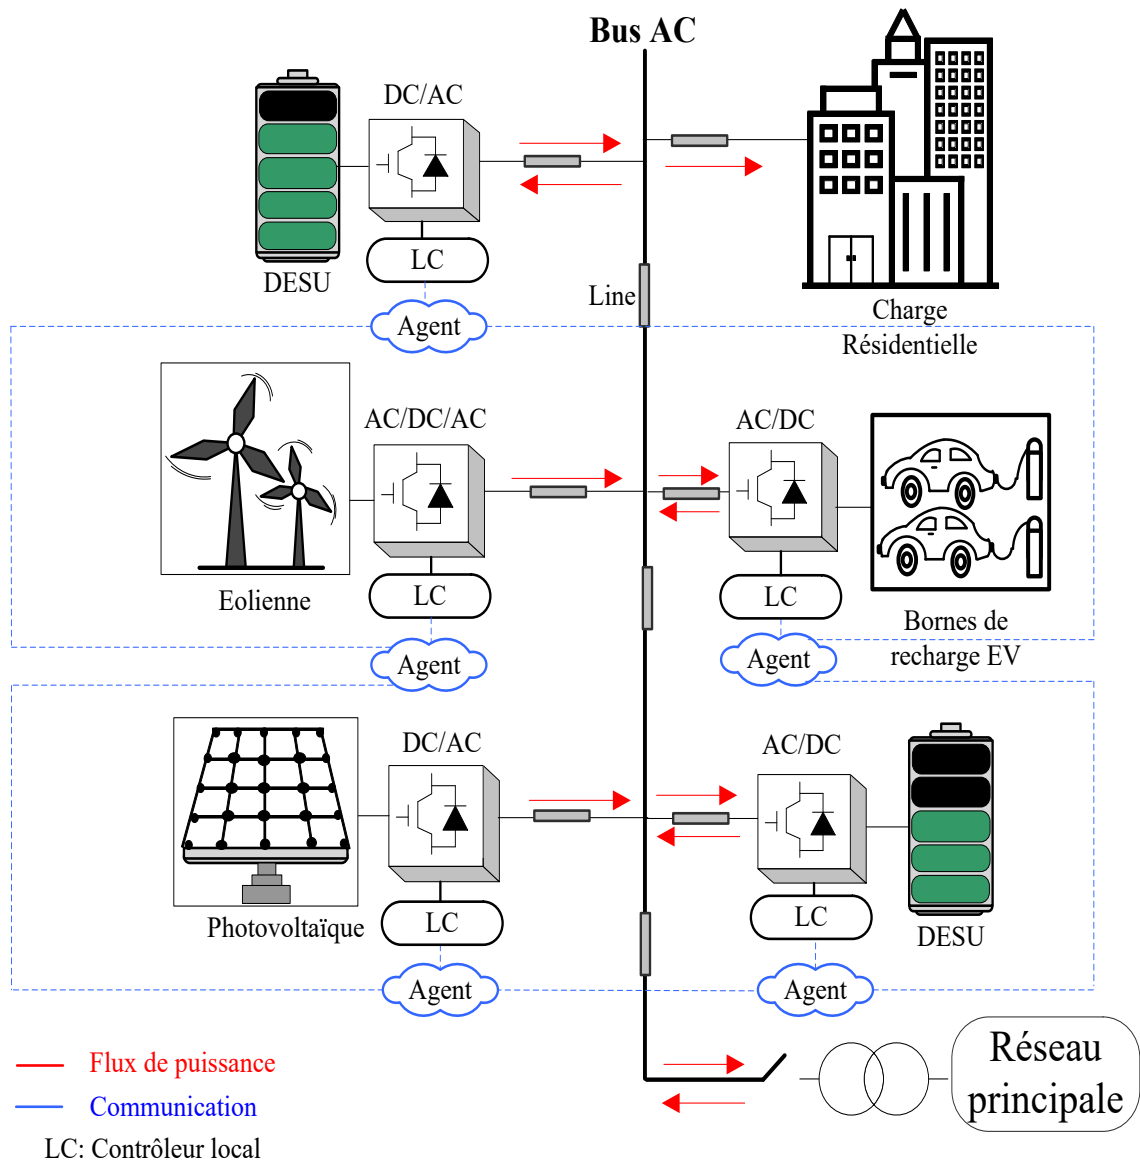 Bus AC
DC/AC
LC
DESU
Agent
Line
Charge
Résidentielle
AC/DC/AC
LC
Eolienne
Agent
AC/DC
LC
Bornes de
recharge EV
Agent
DC/AC
LC
Photovoltaïque
Agent
AC/DC
LC
DESU
Agent
Réseau
principale
Flux de puissance
Communication
LC: Contrôleur local